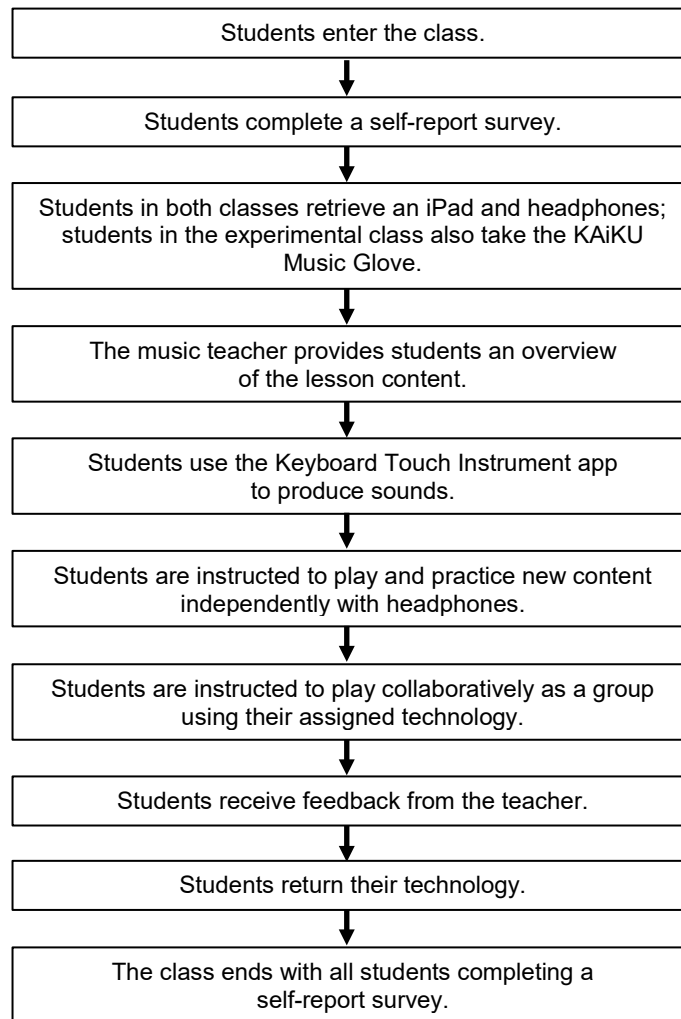 Students enter the class.
Students complete a self-report survey.
Students in both classes retrieve an iPad and headphones;
students in the experimental class also take the KAiKU
Music Glove.
The music teacher provides students an overview
of the lesson content.
Students use the Keyboard Touch Instrument app
to produce sounds.
Students are instructed to play and practice new content
independently with headphones.
Students are instructed to play collaboratively as a group
using their assigned technology.
Students receive feedback from the teacher.
Students return their technology.
The class ends with all students completing a
self-report survey.